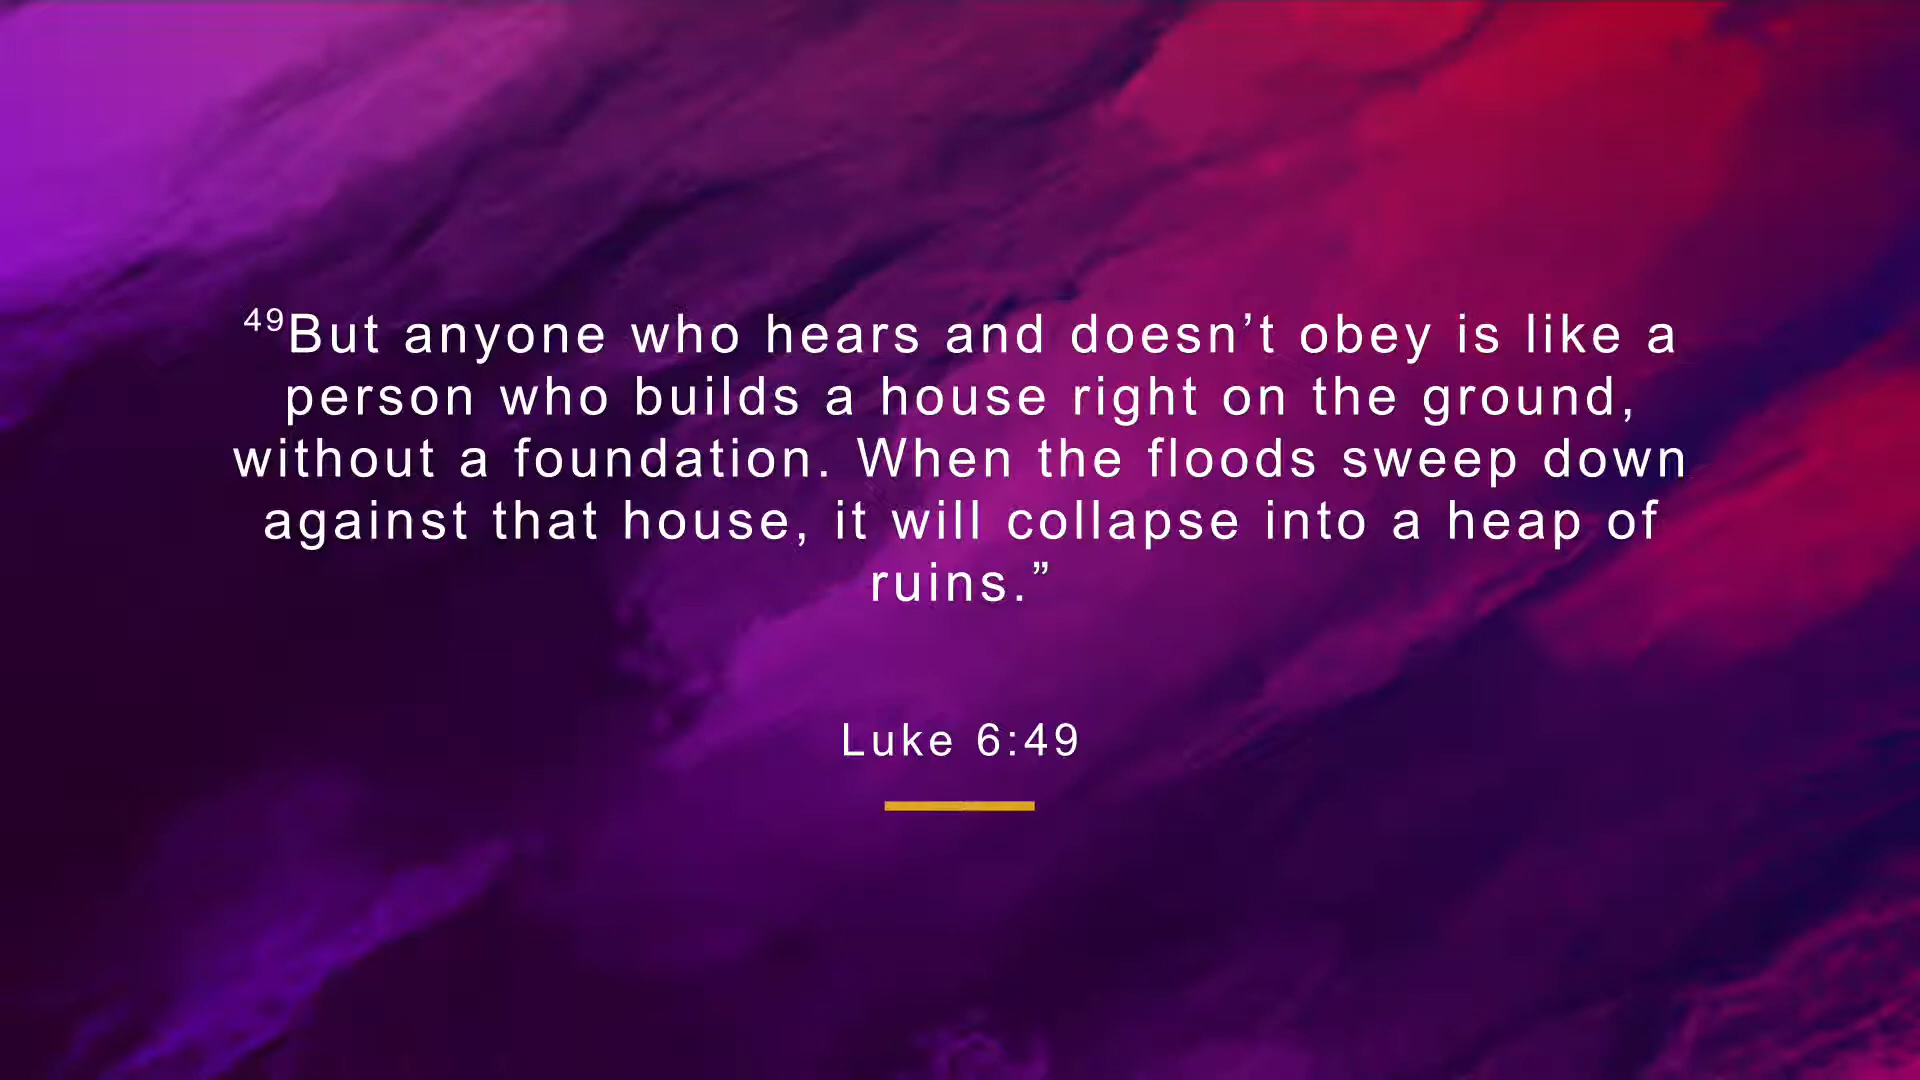 ⁴⁹But anyone who hears and doesn’t obey is like a
person who builds a house right on the ground,
without a foundation. When the floods sweep down
against that house, it will collapse into a heap of
ruins.”
Luke 6:49